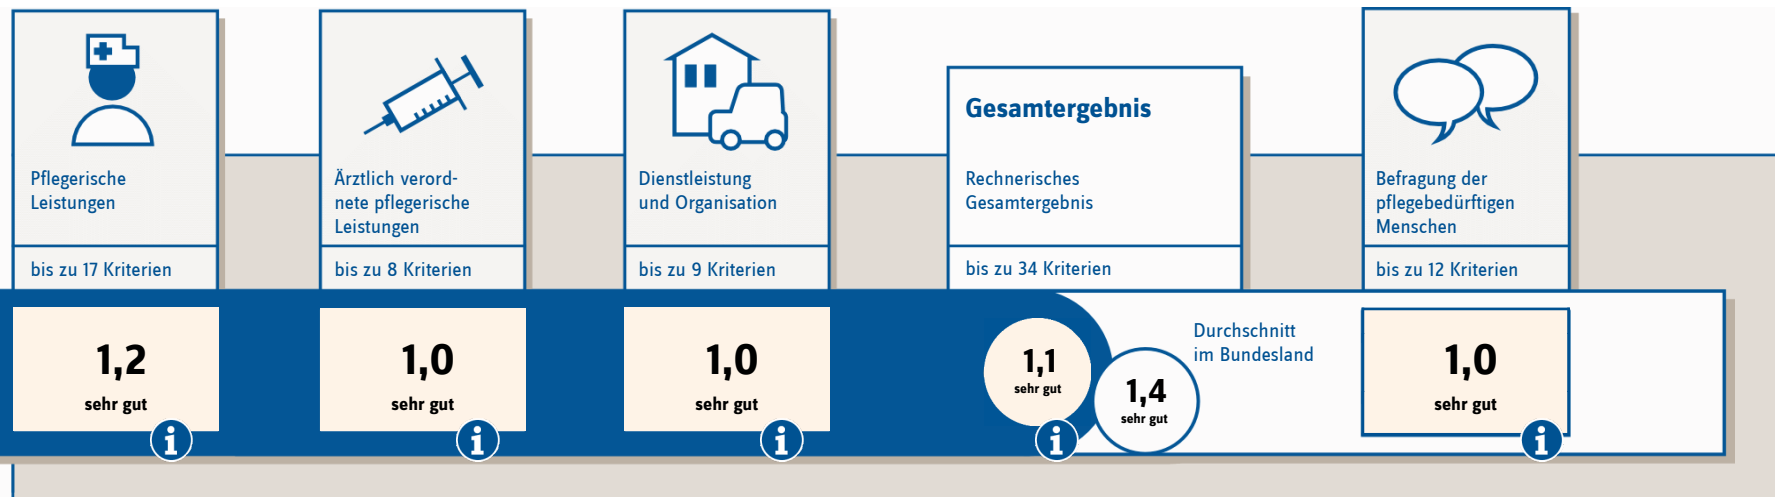 Pflegerische
Leistungen
bis zu 17 Kriterien
1,2
sehr gut
i
Ärztlich verord-
nete pflegerische
Leistungen
bis zu 8 Kriterien
1,0
sehr gut
i
Dienstleistung
und Organisation
bis zu 9 Kriterien
1,0
sehr gut
i
Gesamtergebnis
Rechnerisches
Gesamtergebnis
bis zu 34 Kriterien
1,1
sehr gut
i
1,4
sehr gut
Durchschnitt
im Bundesland
Befragung der
pflegebedürftigen
Menschen
bis zu 12 Kriterien
1,0
sehr gut
i